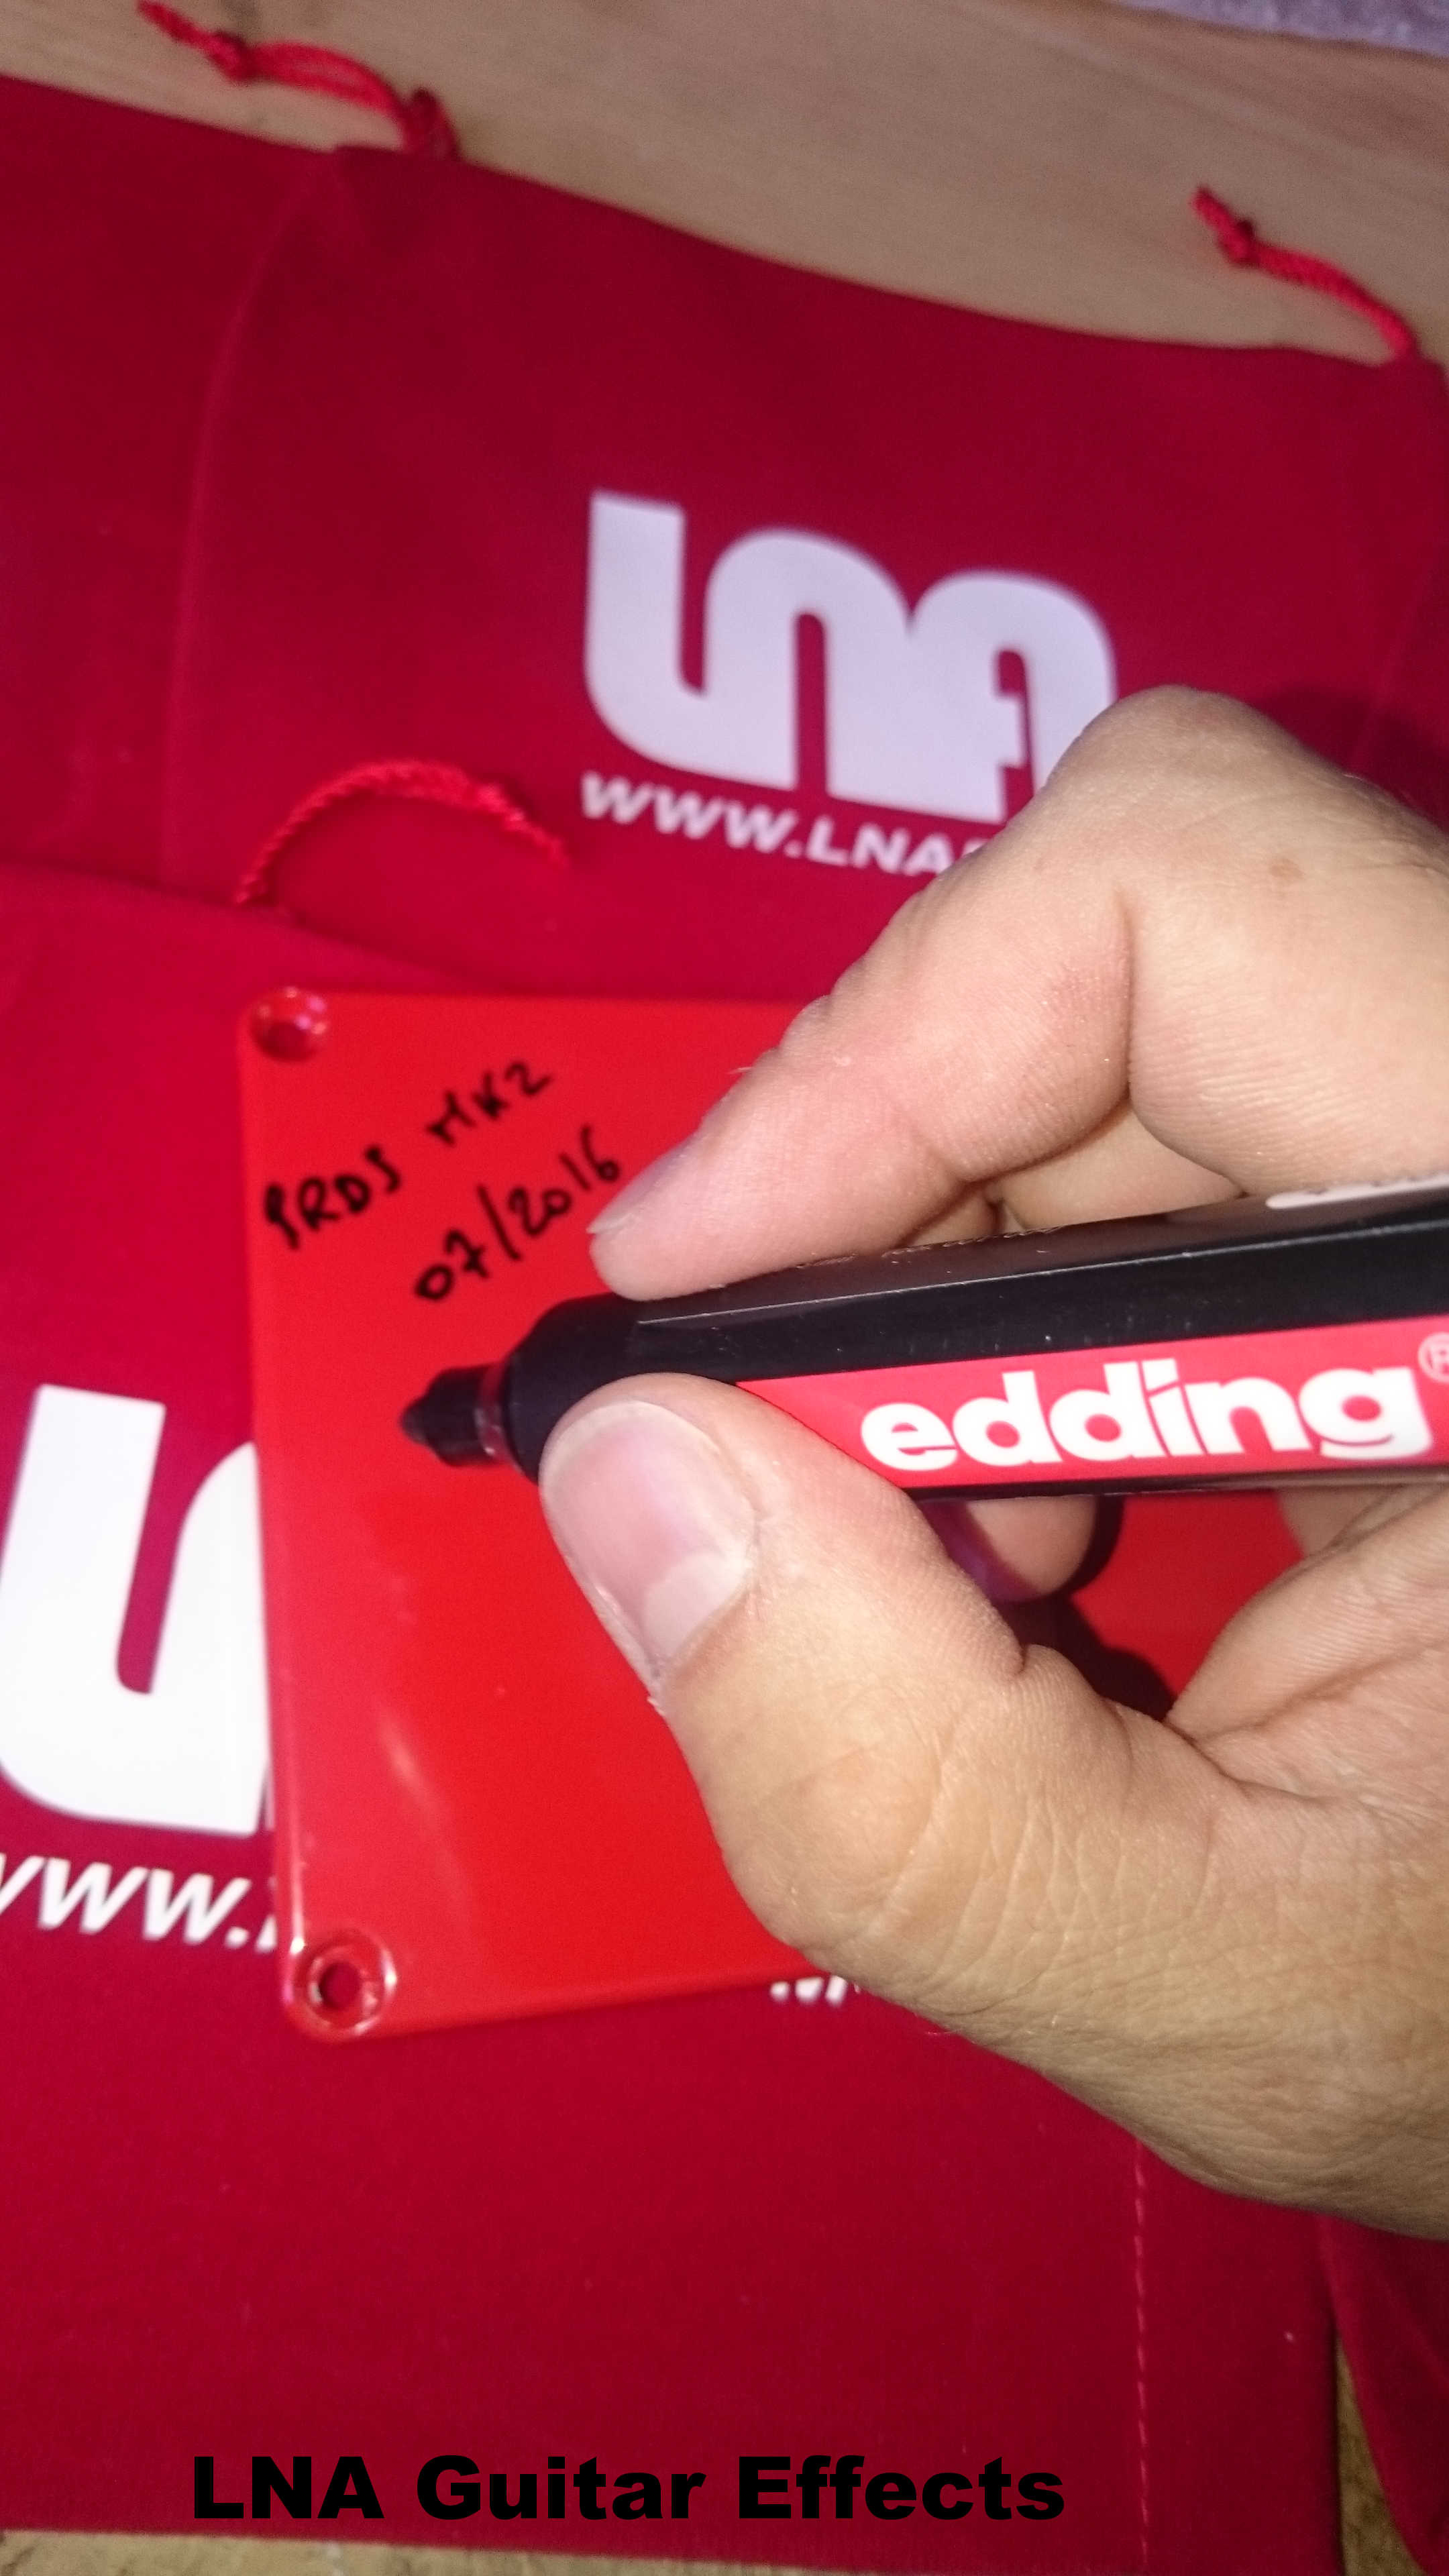 LNA
WWW.LNA
PRDS MK2
07/2016
edding®
WWW.
LNA Guitar Effects